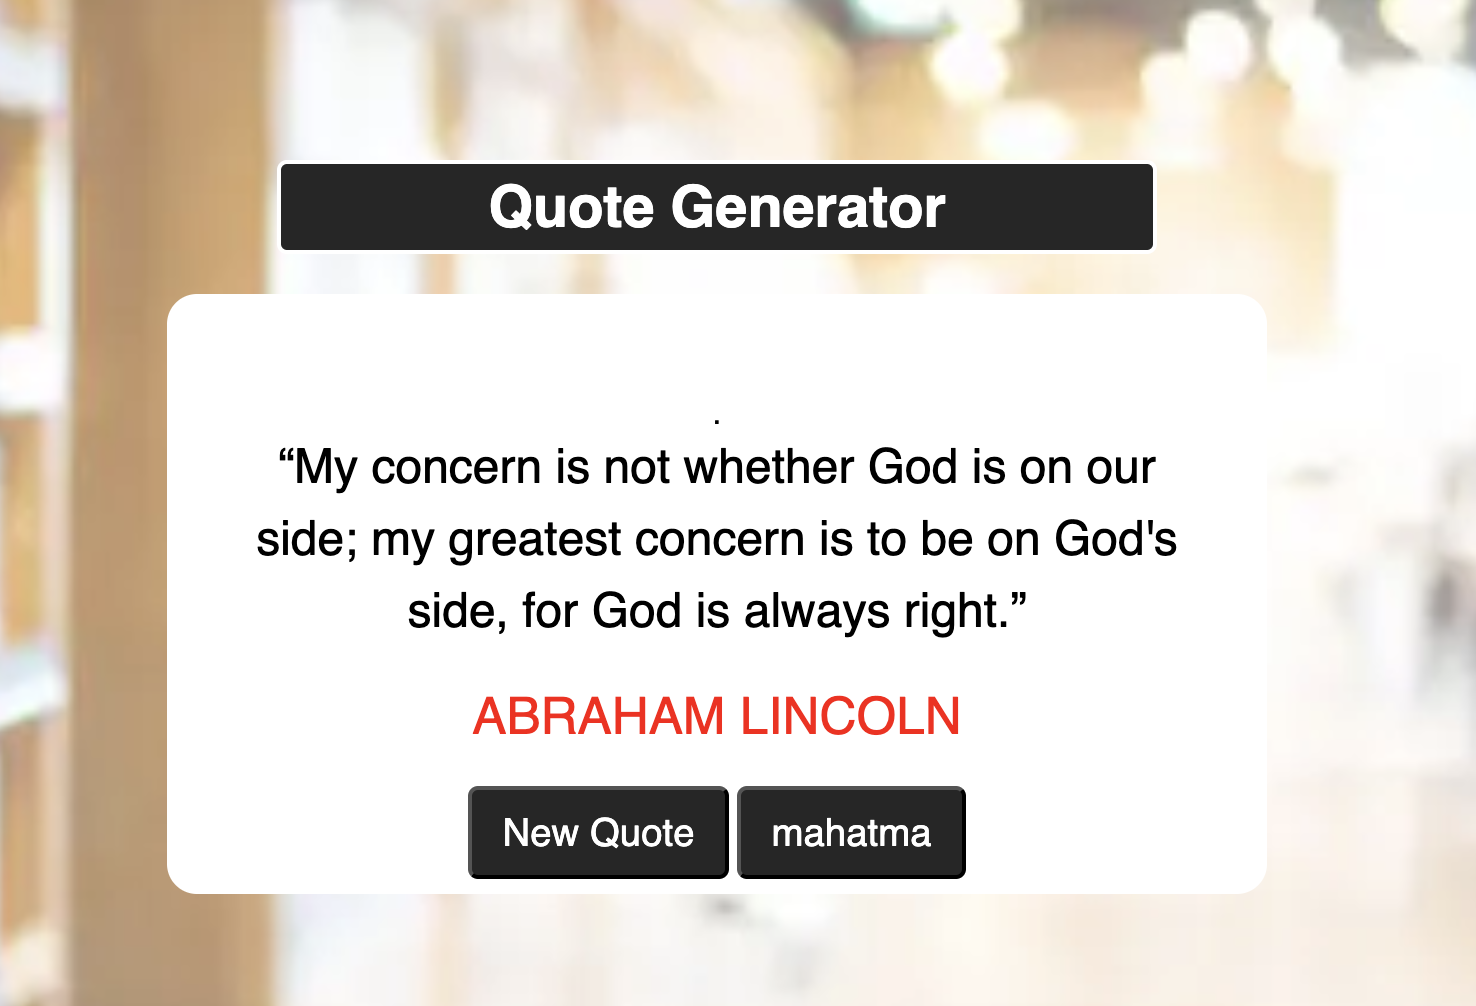 Quote Generator
.
“My concern is not whether God is on our
side; my greatest concern is to be on God's
side, for God is always right.”
ABRAHAM LINCOLN
New Quote mahatma